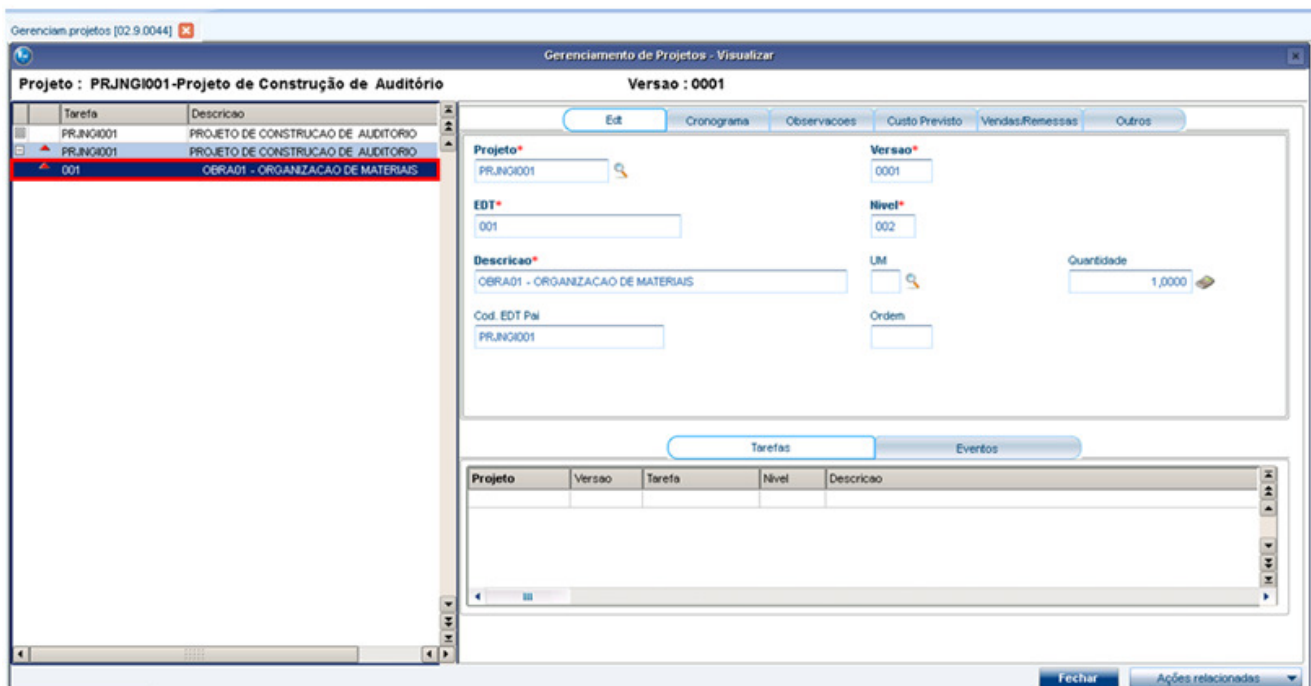 Gerenciam.projetos [02.9.0044]
Gerenciamento de Projetos - Visualizar
Projeto : PRJNGI001-Projeto de Construção de Auditório Versao : 0001
Tarefa Descricao
PRJNGI001 PROJETO DE CONSTRUCAO DE AUDITORIO
PRJNGI001 PROJETO DE CONSTRUCAO DE AUDITORIO
001 OBRA01 - ORGANIZACAO DE MATERIAIS
Edt Cronograma Observacoes Custo Previsto Vendas/Remessas Outros
Projeto* Versao*
PRJNGI001 0001
EDT* Nivel*
001 002
Descricao* UM Quantidade
OBRA01 - ORGANIZACAO DE MATERIAIS 1,0000
Cod. EDT Pai Ordem
PRJNGI001
Tarefas Eventos
Projeto Versao Tarefa Nivel Descricao
Fechar Ações relacionadas